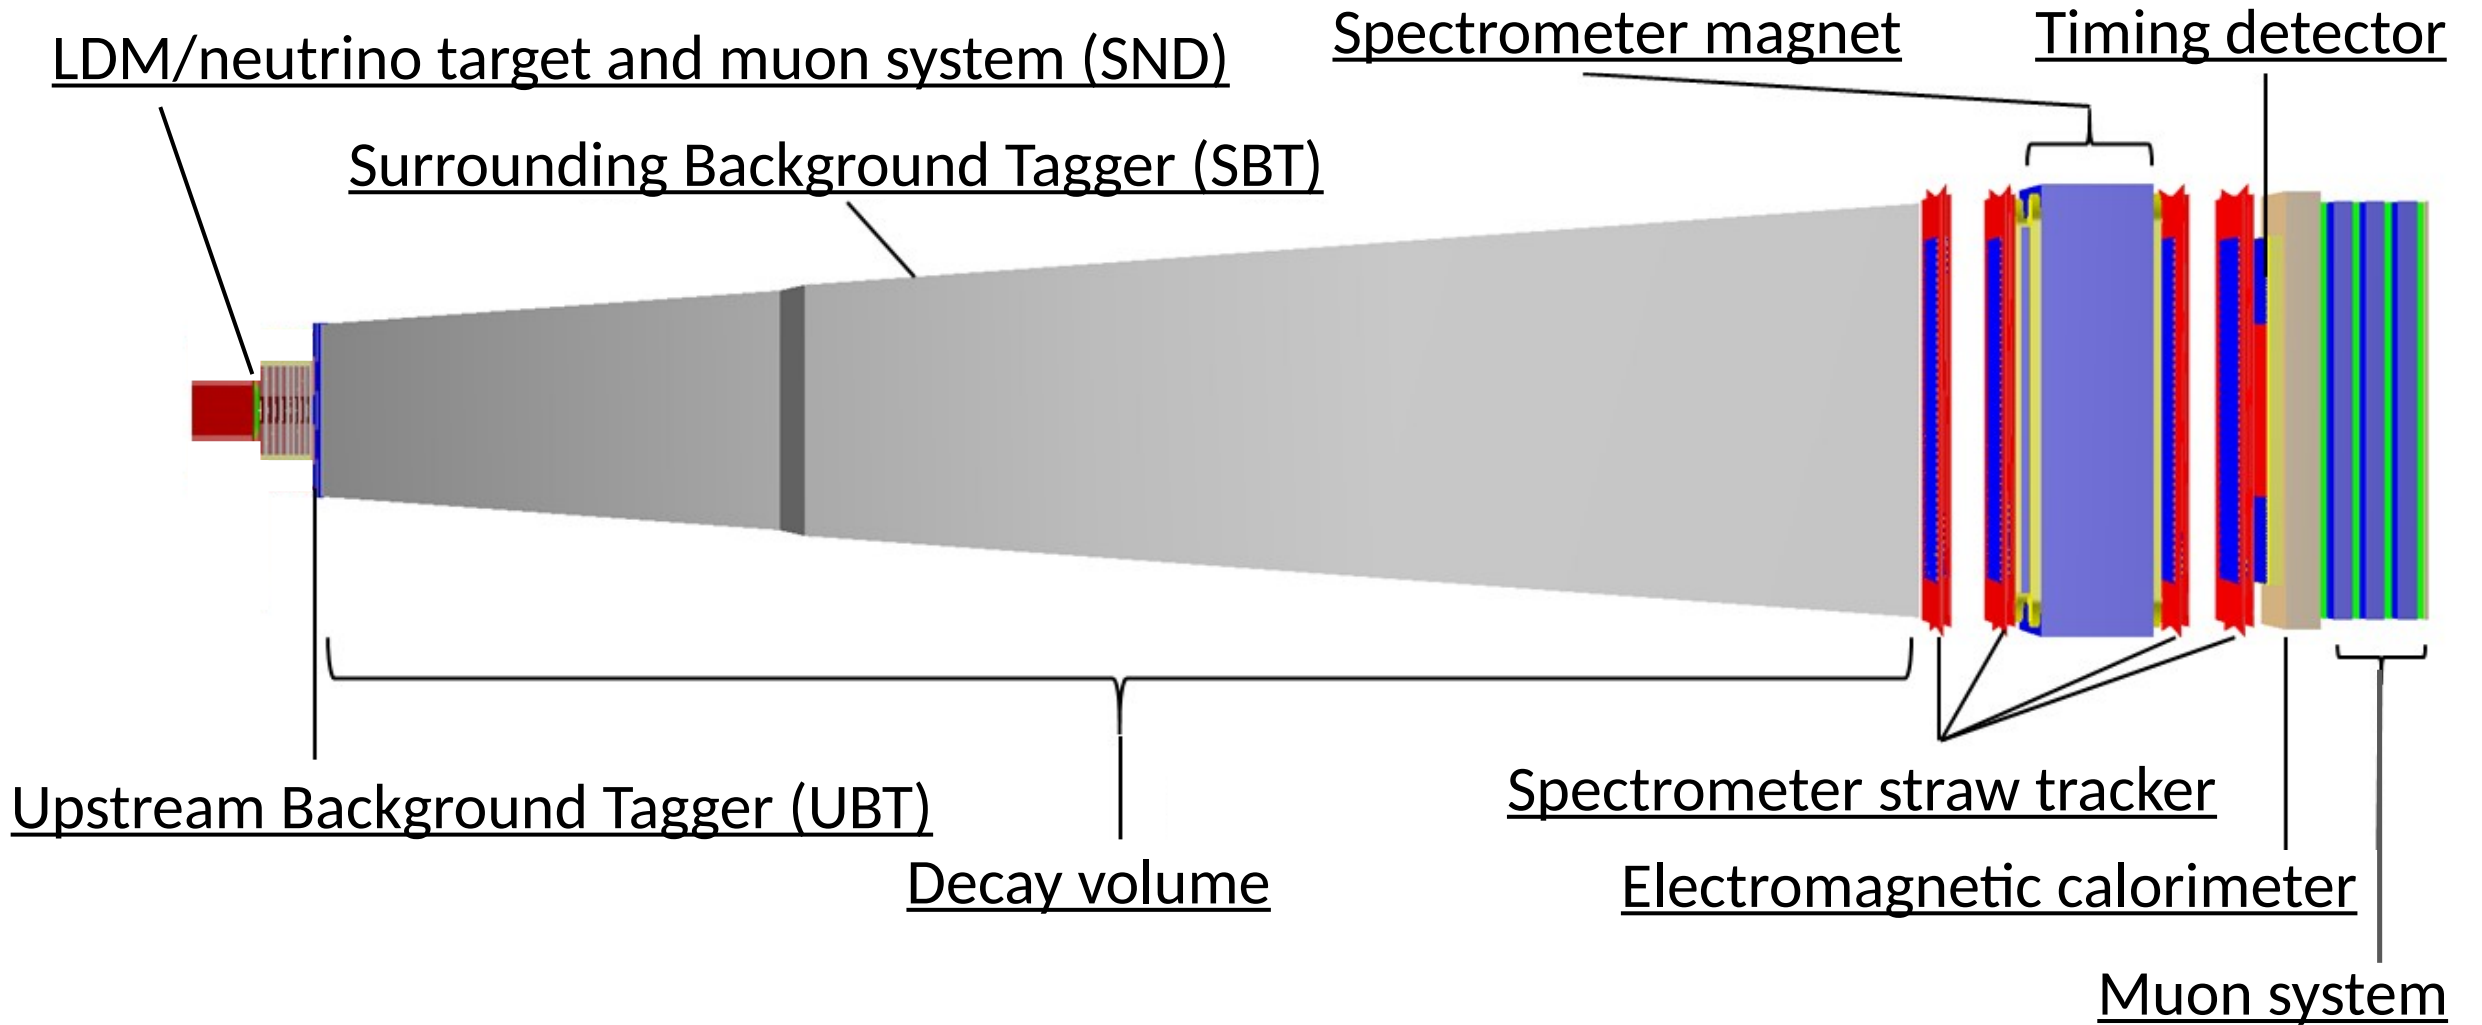 Spectrometer magnet
Timing detector
LDM/neutrino target and muon system (SND)
Surrounding Background Tagger (SBT)
Upstream Background Tagger (UBT)
Spectrometer straw tracker
Decay volume
Electromagnetic calorimeter
Muon system